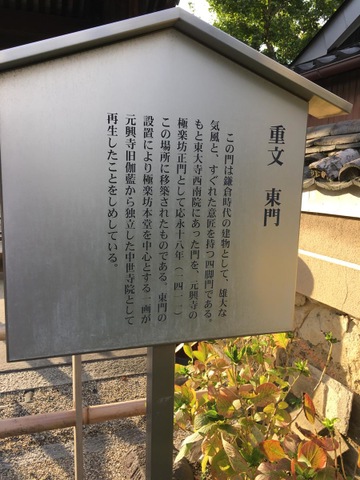 重文　東門
この門は鎌倉時代の建物として、雄大な
気風と、すぐれた意匠を持つ四脚門である。
もと東大寺西南院にあった門を、元興寺の
極楽坊正門として応永十八年（一四一一）
この場所に移築されたものである。東門の
設置により極楽坊本堂を中心とする一画が
元興寺旧伽藍から独立した中世寺院として
再生したことをしめしている。